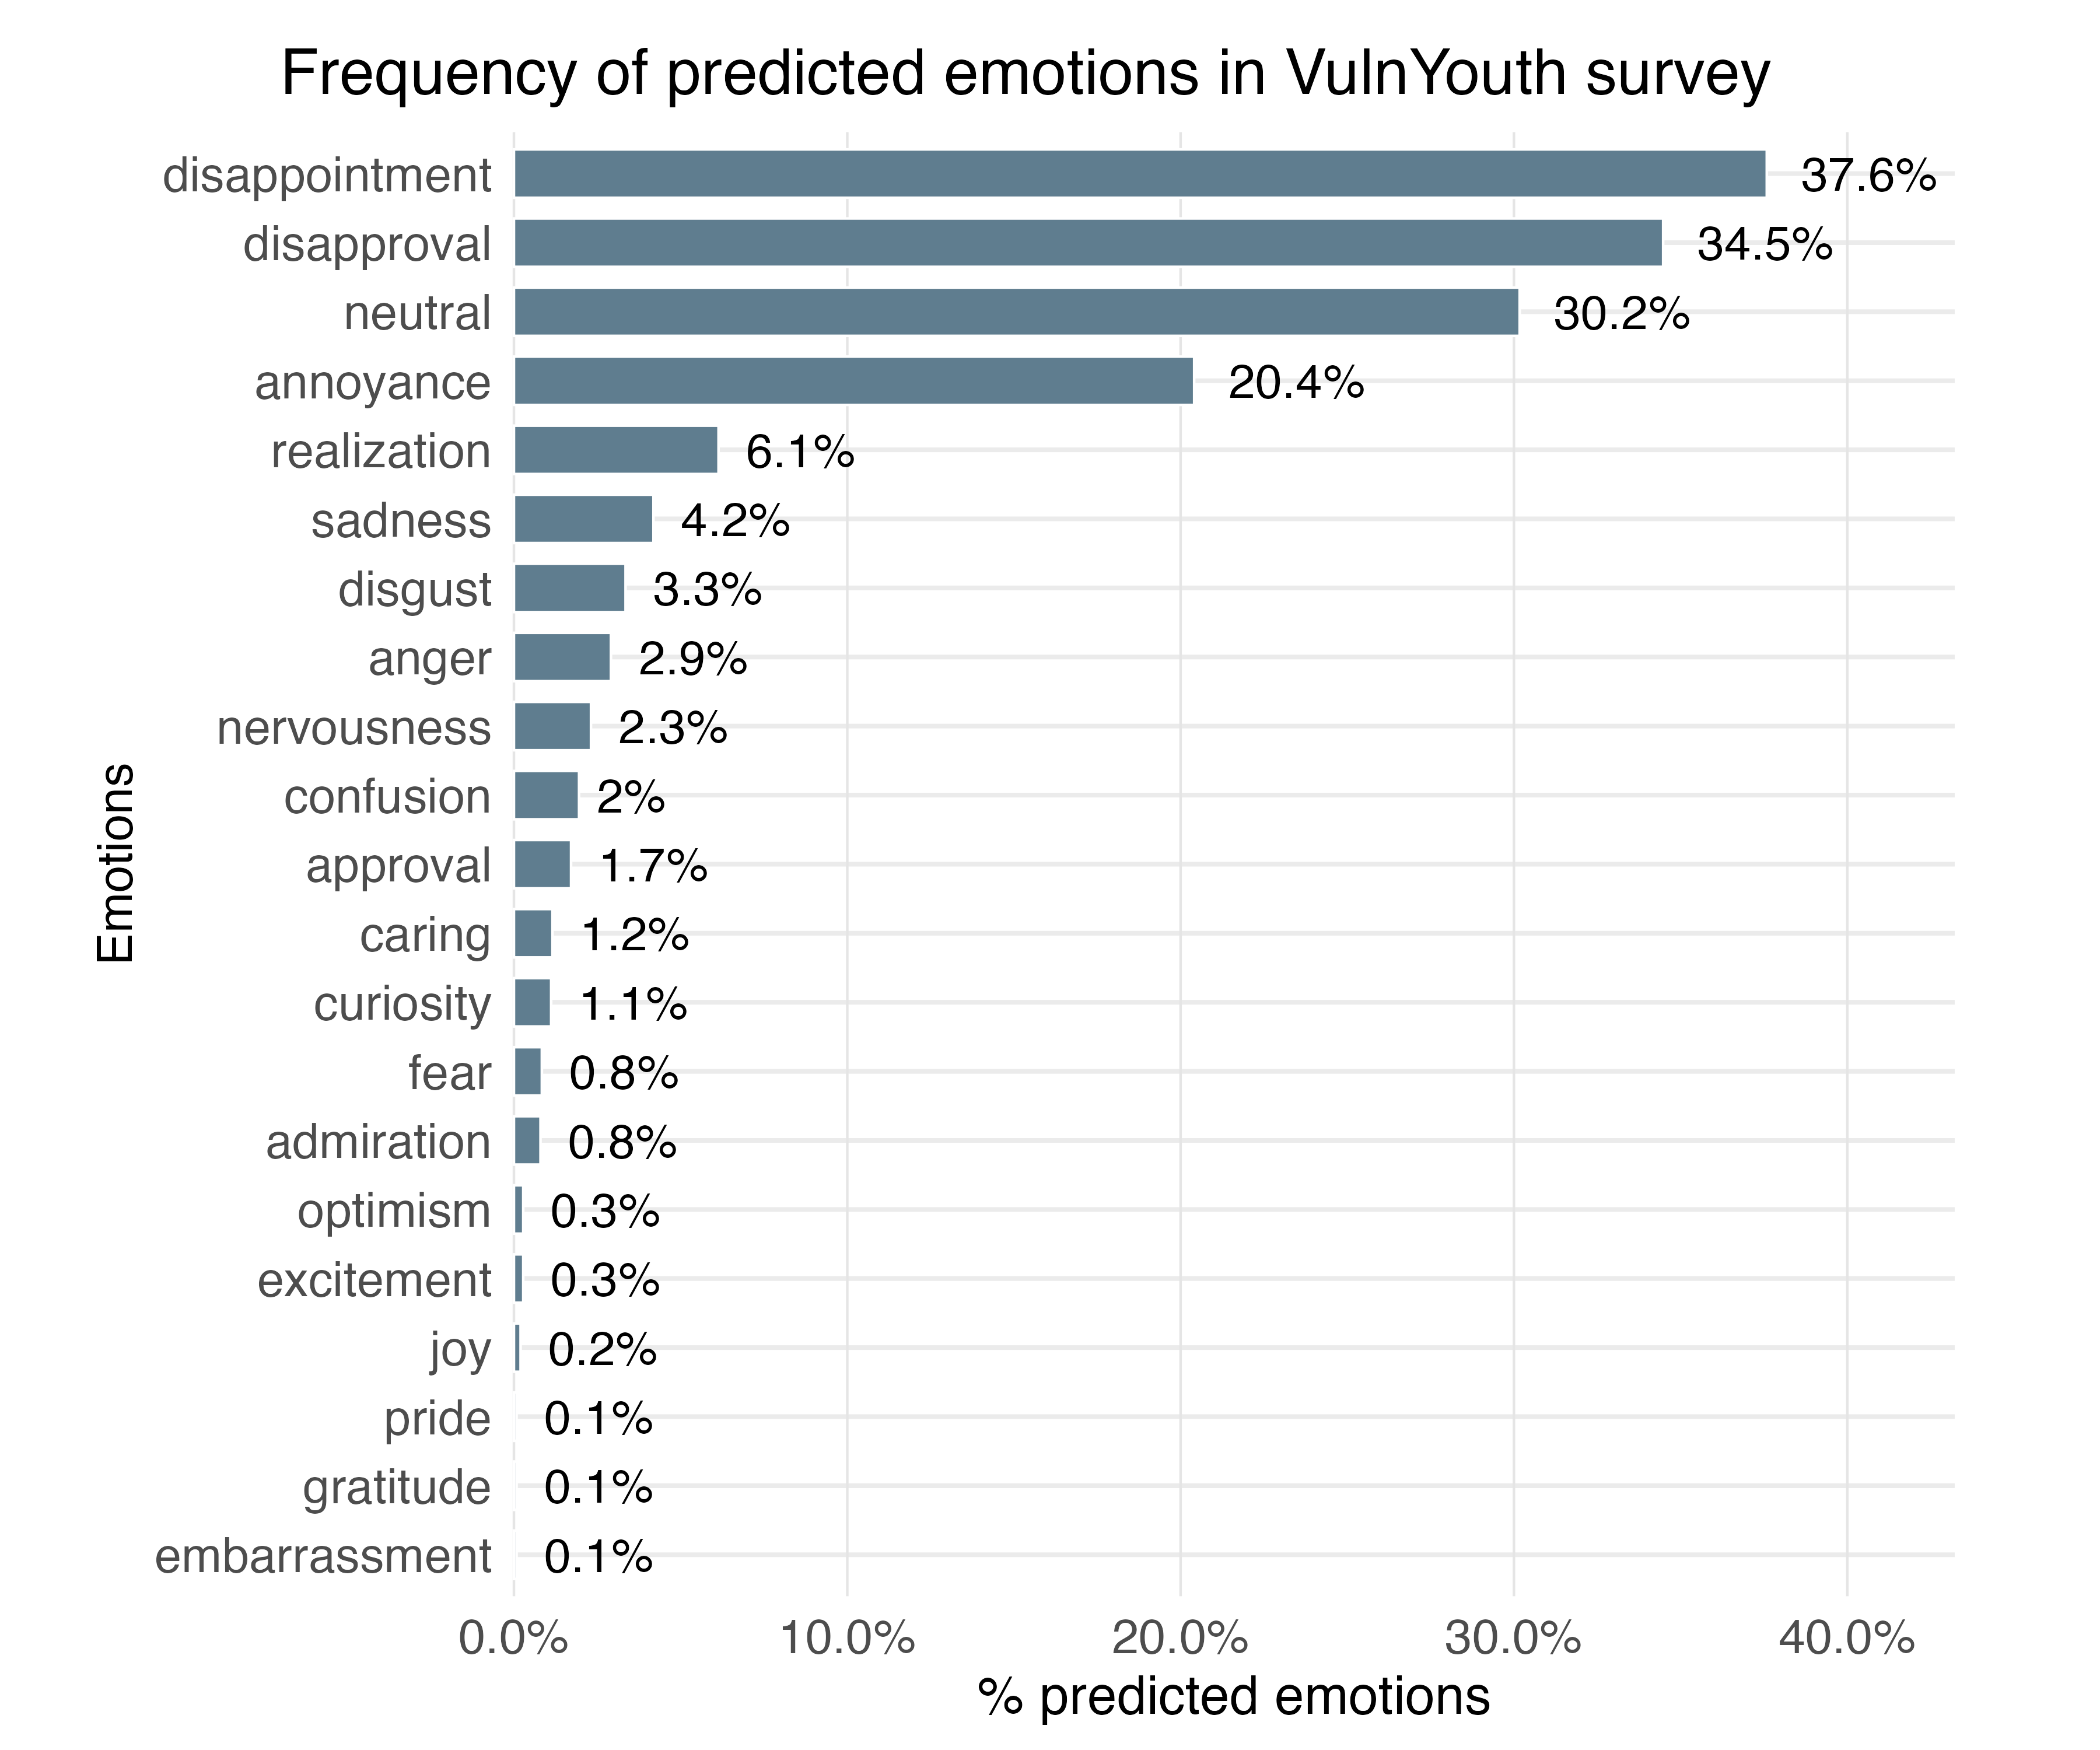 Frequency of predicted emotions in VulnYouth survey
disappointment 37.6%
disapproval 34.5%
neutral 30.2%
annoyance 20.4%
realization 6.1%
sadness 4.2%
disgust 3.3%
anger 2.9%
nervousness 2.3%
confusion 2%
approval 1.7%
caring 1.2%
curiosity 1.1%
fear 0.8%
admiration 0.8%
optimism 0.3%
excitement 0.3%
joy 0.2%
pride 0.1%
gratitude 0.1%
embarrassment 0.1%
Emotions
0.0% 10.0% 20.0% 30.0% 40.0%
% predicted emotions